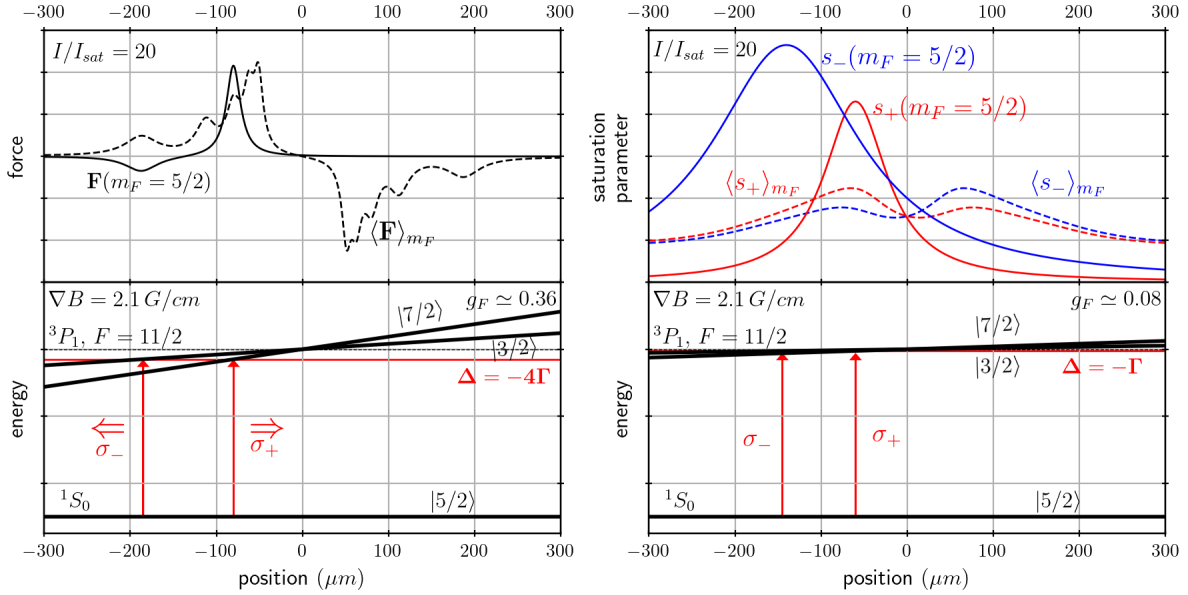 −300 −200 −100 0 100 200 300
I/I_sat = 20
force
F(m_F = 5/2)
⟨F⟩_{m_F}
∇B = 2.1 G/cm
g_F ≃ 0.36
|7/2⟩
³P₁, F = 11/2
|3/2⟩
Δ = −4Γ
energy
⇐ ⇒
σ₋ σ₊
¹S₀
|5/2⟩
−300 −200 −100 0 100 200 300
position (μm)
−300 −200 −100 0 100 200 300
I/I_sat = 20
s₋(m_F = 5/2)
s₊(m_F = 5/2)
saturation
parameter
⟨s₊⟩_{m_F}
⟨s₋⟩_{m_F}
∇B = 2.1 G/cm
g_F ≃ 0.08
|7/2⟩
³P₁, F = 11/2
|3/2⟩
Δ = −Γ
energy
σ₋ σ₊
¹S₀
|5/2⟩
−300 −200 −100 0 100 200 300
position (μm)